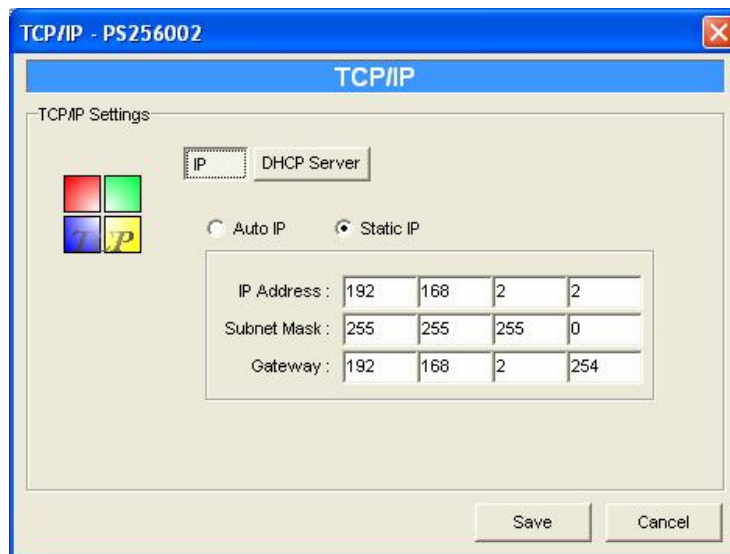 TCP/IP - PS256002
TCP/IP
TCP/IP Settings
IP DHCP Server
TCP
Auto IP Static IP
IP Address : 192 168 2 2
Subnet Mask : 255 255 255 0
Gateway : 192 168 2 254
Save Cancel